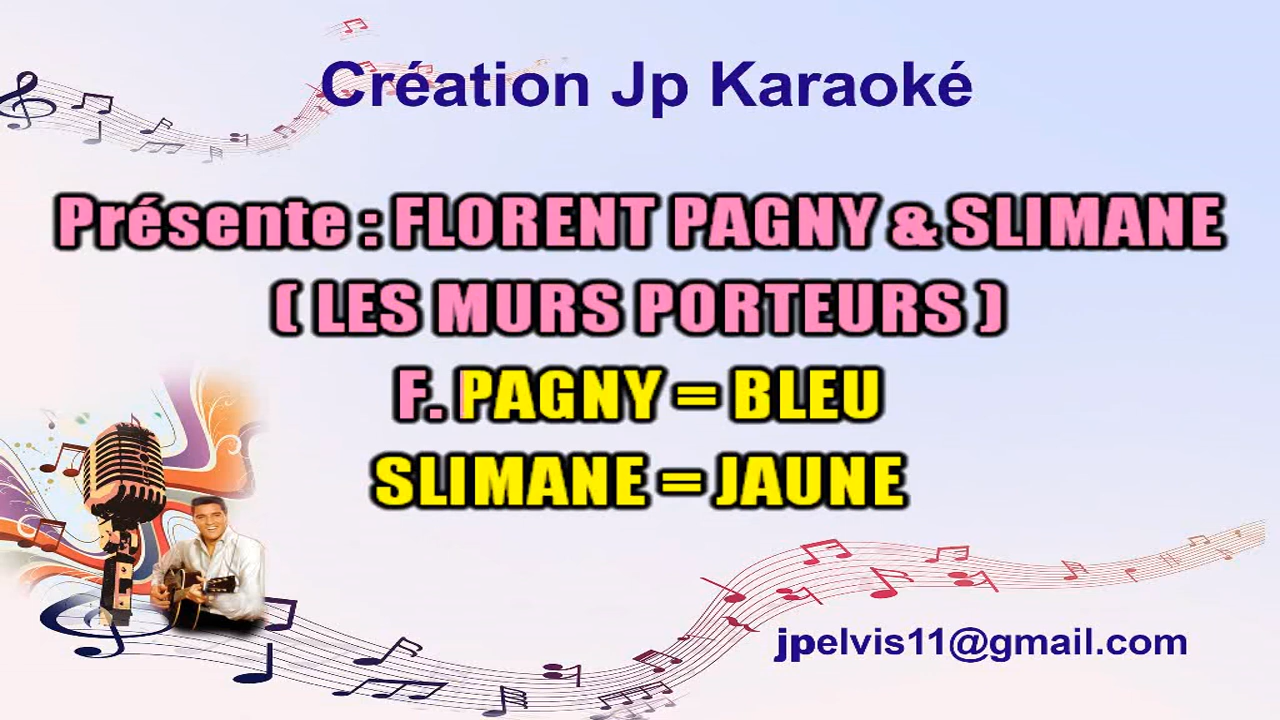 Création Jp Karaoké
Présente : FLORENT PAGNY & SLIMANE
( LES MURS PORTEURS )
F. PAGNY = BLEU
SLIMANE = JAUNE
jpelvis11@gmail.com